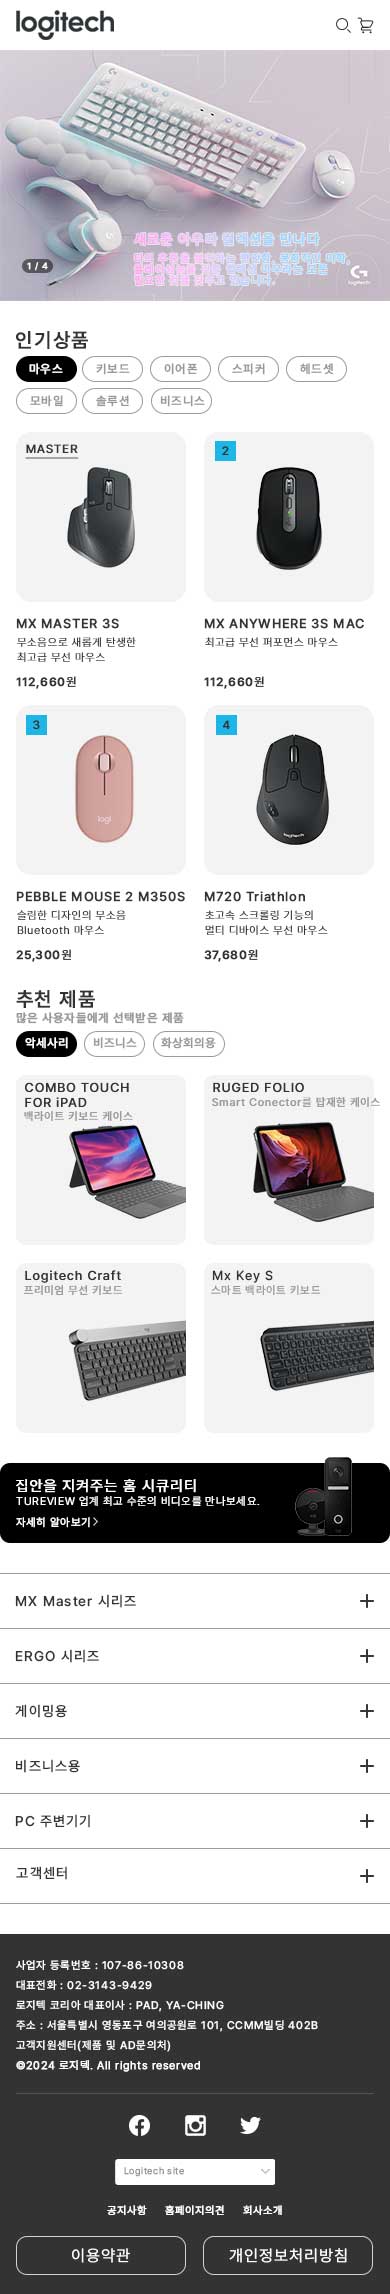 logitech
새로운 아우라 컬렉션을 만나다
1 / 4
logitech
인기상품
마우스 키보드 이어폰 스피커 헤드셋
모바일 솔루션 비즈니스
MASTER 2
MX MASTER 3S
무소음으로 새롭게 탄생한
최고급 무선 마우스
112,660원
MX ANYWHERE 3S MAC
최고급 무선 퍼포먼스 마우스
112,660원
3 4
logi
logitech
PEBBLE MOUSE 2 M350S
슬림한 디자인의 무소음
Bluetooth 마우스
25,300원
M720 Triathlon
초고속 스크롤링 기능의
멀티 디바이스 무선 마우스
37,680원
추천 제품
많은 사용자들에게 선택받은 제품
악세사리 비즈니스 화상회의용
COMBO TOUCH
FOR iPAD
백라이트 키보드 케이스
RUGED FOLIO
Smart Conector를 탑재한 케이스
Logitech Craft
프리미엄 무선 키보드
Mx Key S
스마트 백라이트 키보드
집안을 지켜주는 홈 시큐리티
TUREVIEW 업계 최고 수준의 비디오를 만나보세요.
자세히 알아보기 >
MX Master 시리즈
ERGO 시리즈
게이밍용
비즈니스용
PC 주변기기
고객센터
사업자 등록번호 : 107-86-10308
대표전화 : 02-3143-9429
로지텍 코리아 대표이사 : PAD, YA-CHING
주소 : 서울특별시 영동포구 여의공원로 101, CCMM빌딩 402B
고객지원센터(제품 및 AD문의처)
©2024 로지텍. All rights reserved
Logitech site
공지사항 홈페이지의견 회사소개
이용약관 개인정보처리방침